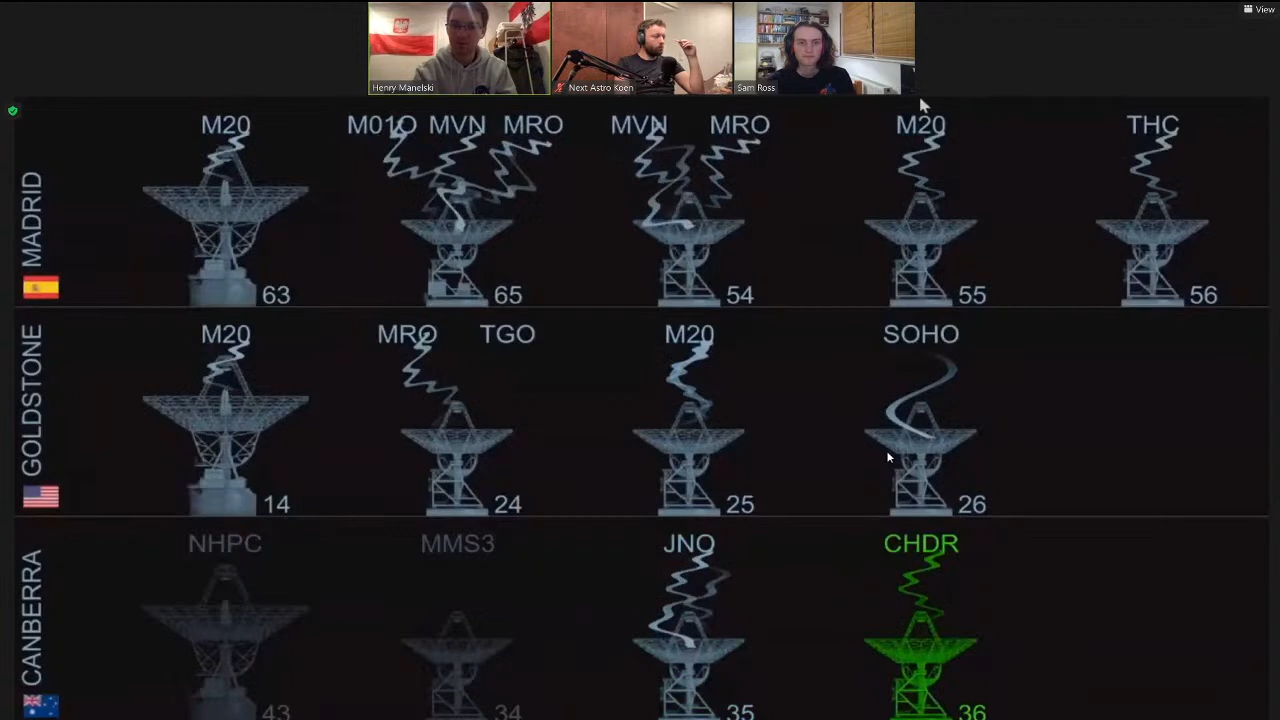 View
Henry Manelski
Next Astro Koen
Sam Ross
MADRID
M20 M01O MVN MRO MVN MRO M20 THC
63 65 54 55 56
GOLDSTONE
M20 MRO TGO M20 SOHO
14 24 25 26
CANBERRA
NHPC MMS3 JNO CHDR
43 34 35 36